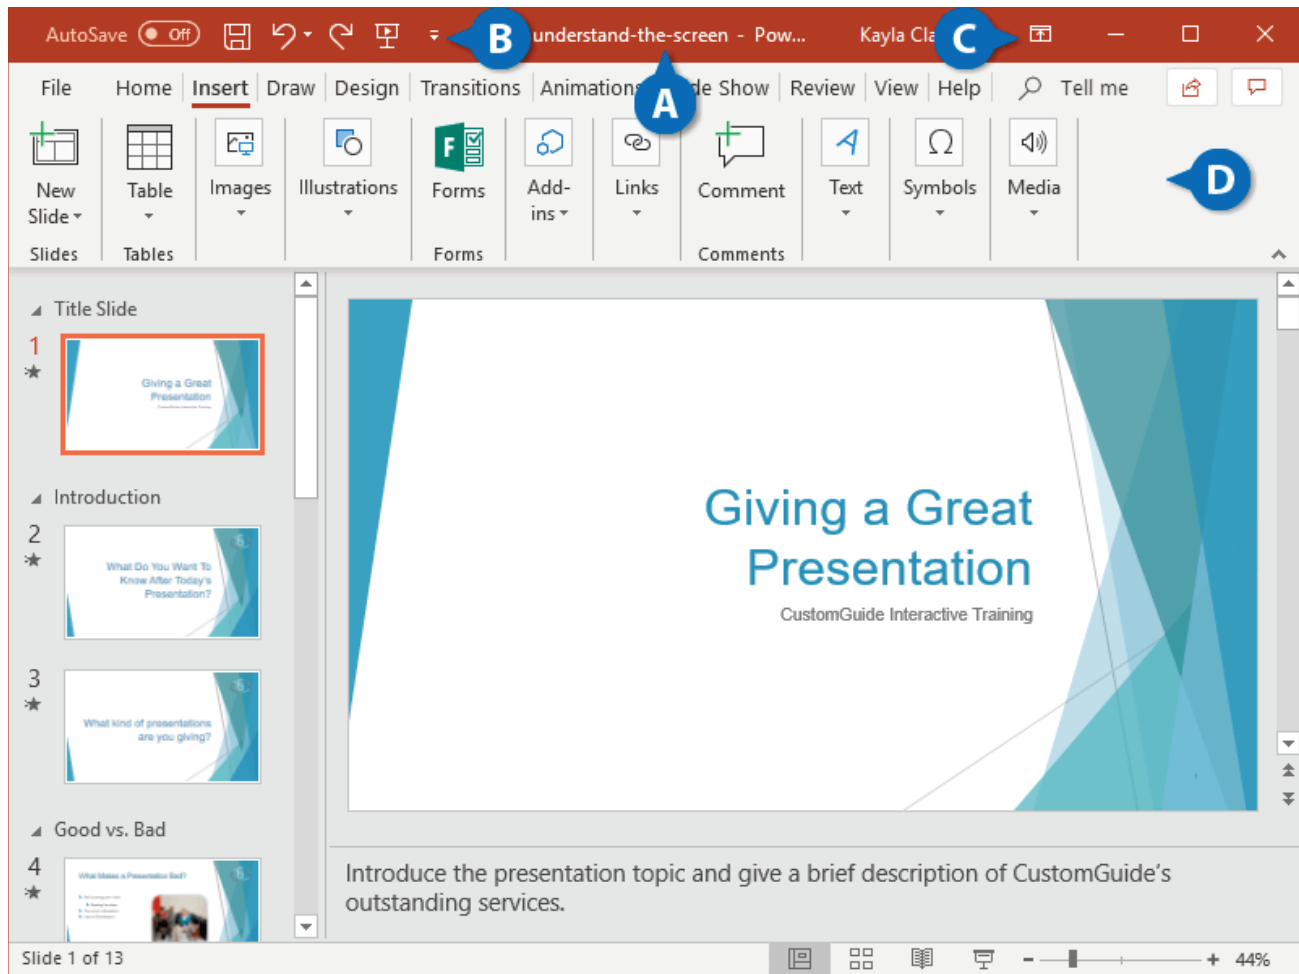 AutoSave Off B understand-the-screen - Pow... Kayla Cla C
File Home Insert Draw Design Transitions Animations A de Show Review View Help Tell me
New Slide Table Images Illustrations Forms Add-ins Links Comment Text Symbols Media D
Slides Tables Forms Comments
Title Slide
1
Giving a Great
Presentation
Introduction
2
What Do You Want To
Know After Today's
Presentation?
3
What kind of presentations
are you giving?
Good vs. Bad
4
What Makes a Presentation Bad?
Giving a Great
Presentation
CustomGuide Interactive Training
Introduce the presentation topic and give a brief description of CustomGuide's
outstanding services.
Slide 1 of 13 - + 44%